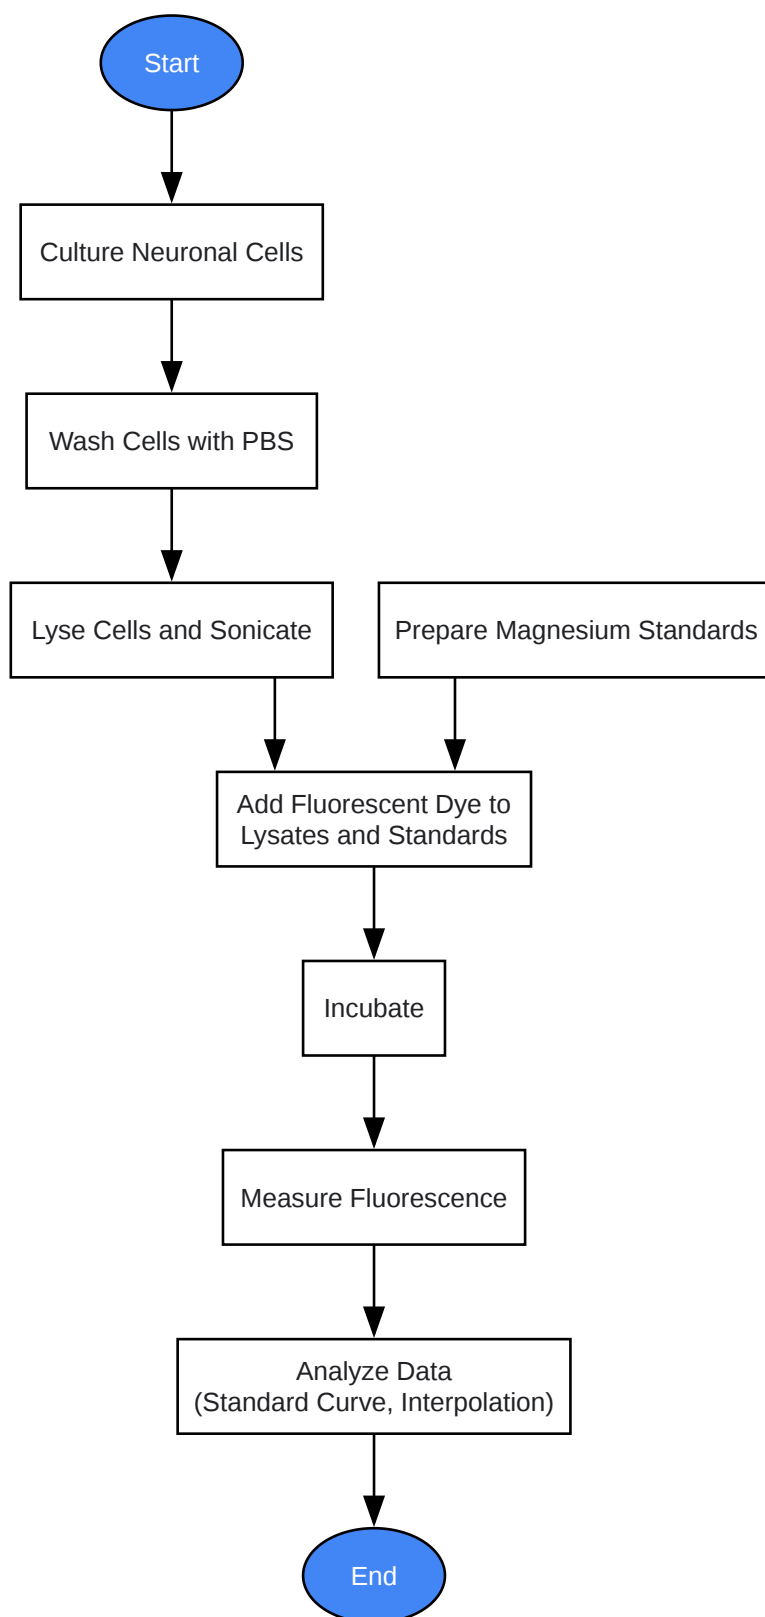 Start
Culture Neuronal Cells
Wash Cells with PBS
Lyse Cells and Sonicate
Prepare Magnesium Standards
Add Fluorescent Dye to
Lysates and Standards
Incubate
Measure Fluorescence
Analyze Data
(Standard Curve, Interpolation)
End